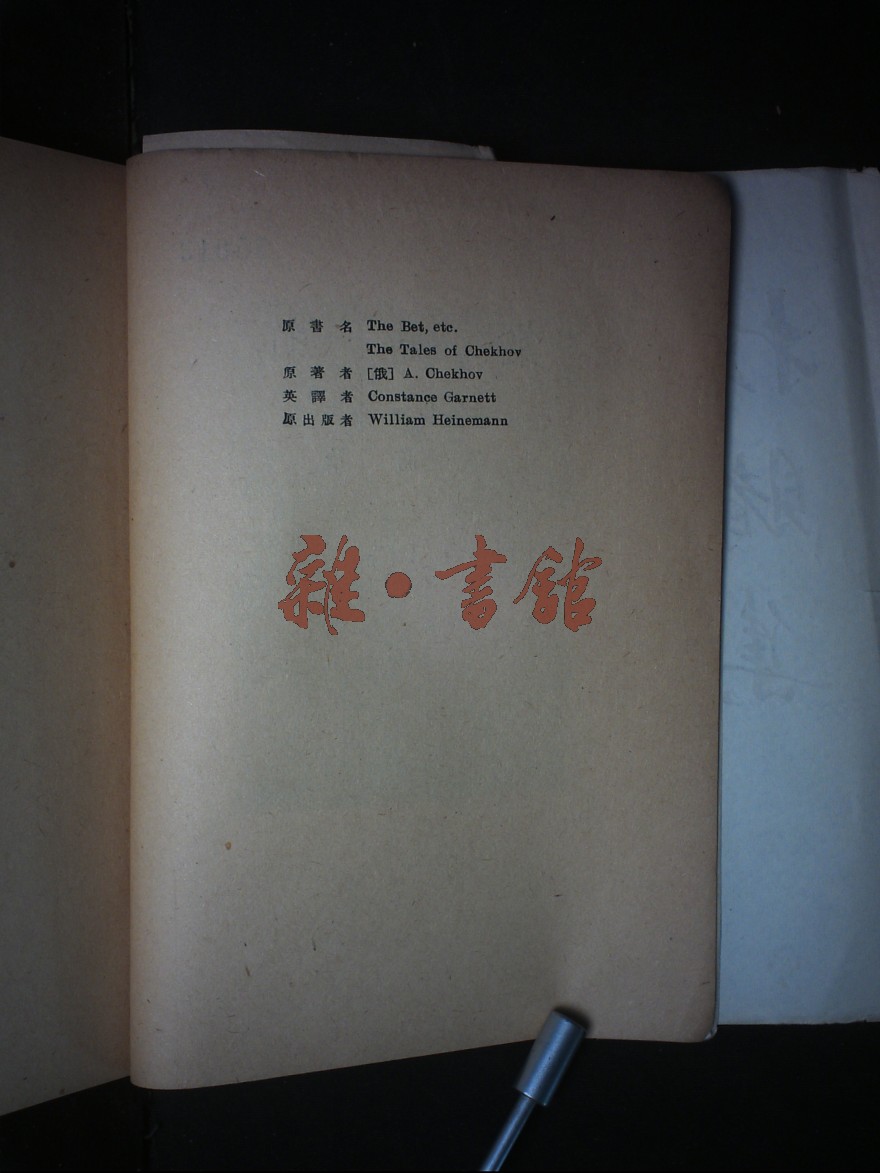 原書名 The Bet, etc.
The Tales of Chekhov
原著者 [俄] A. Chekhov
英譯者 Constance Garnett
原出版者 William Heinemann
雜·書館